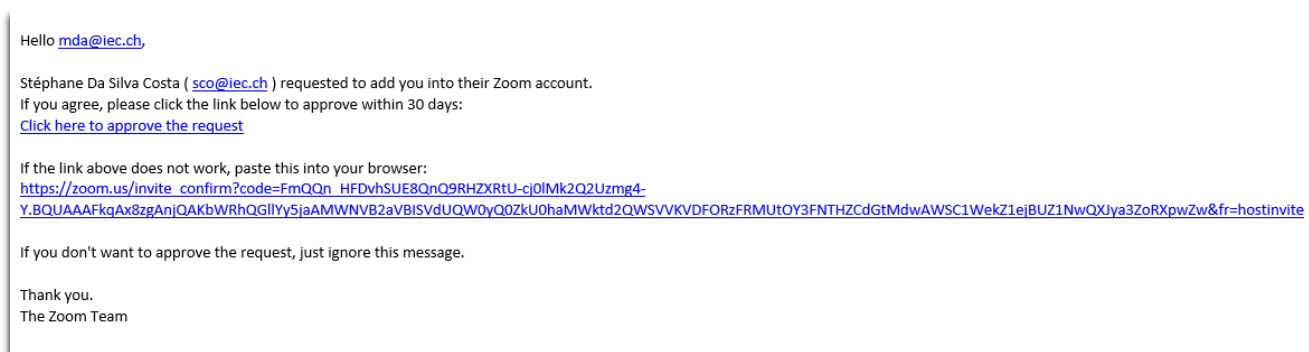 Hello mda@iec.ch,
Stéphane Da Silva Costa ( sco@iec.ch ) requested to add you into their Zoom account.
If you agree, please click the link below to approve within 30 days:
Click here to approve the request
If the link above does not work, paste this into your browser:
https://zoom.us/invite_confirm?code=FmQQn_HFDvhSUE8QnQ9RHZXRtU-cj0lMk2Q2Uzmg4-
Y.BQUAAAFkqAx8zgAnjQAKbWRhQGllYy5jaAMWNVB2aVBISVdUQW0yQ0ZkU0haMWktd2QWSVVKVDFORzFRMUtOY3FNTHZCdGtMdwAWSC1WekZ1ejBUZ1NwQXJya3ZoRXpwZw&fr=hostinvite
If you don't want to approve the request, just ignore this message.
Thank you.
The Zoom Team